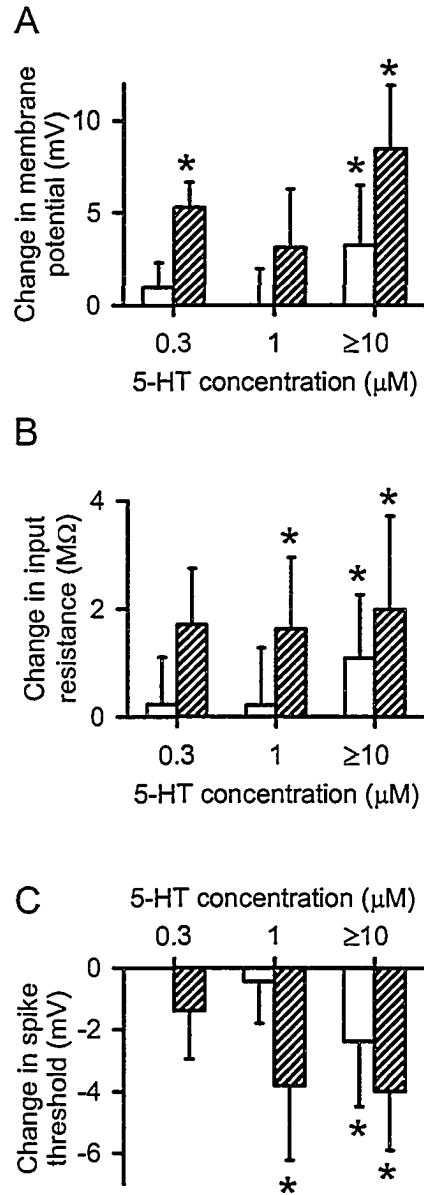 A
Change in membrane
potential (mV)
10
5
0
*
*
*
0.3 1 ≥10
5-HT concentration (μM)
B
Change in input
resistance (MΩ)
4
2
0
*
*
*
0.3 1 ≥10
5-HT concentration (μM)
C
5-HT concentration (μM)
0.3 1 ≥10
Change in spike
threshold (mV)
0
-2
-4
-6
*
*
*